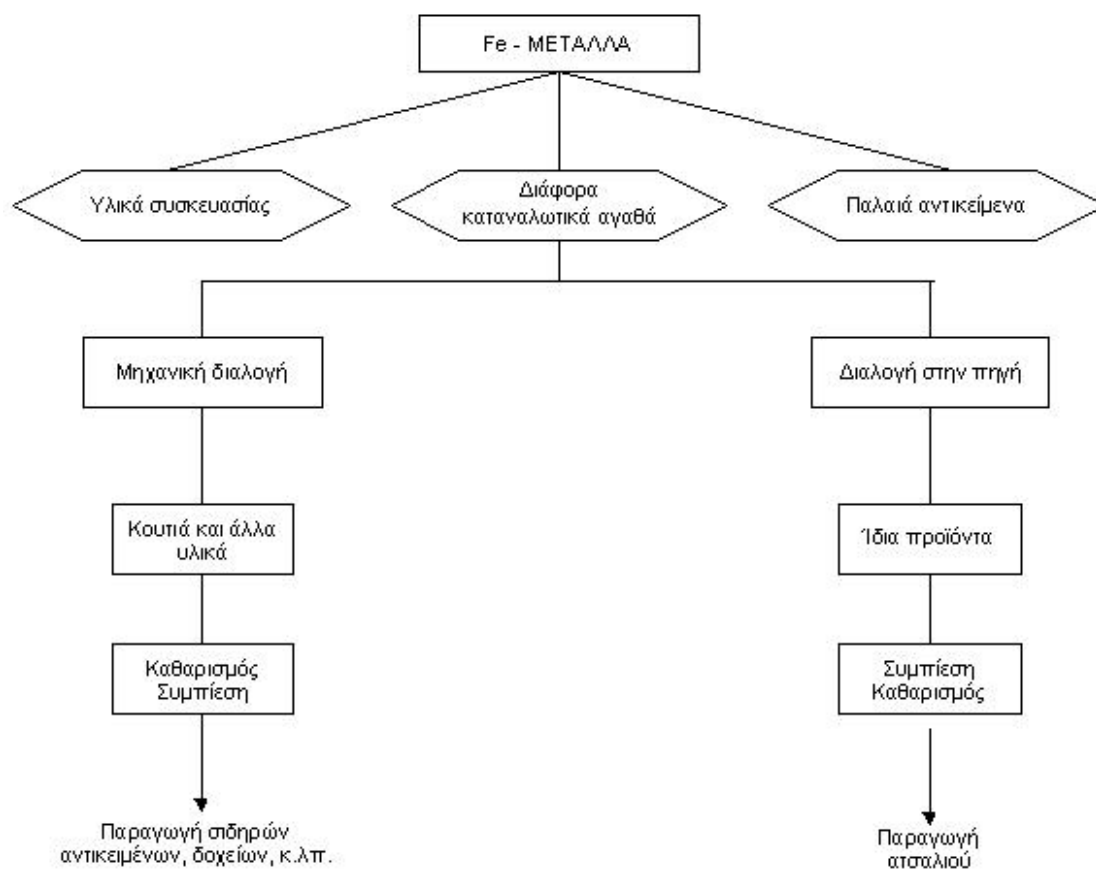 Fe - ΜΕΤΑΛΛΑ
Υλικά συσκευασίας
Διάφορα
καταναλωτικά αγαθά
Παλαιά αντικείμενα
Μηχανική διαλογή
Διαλογή στην πηγή
Κουτιά και άλλα
υλικά
Ίδια προϊόντα
Καθαρισμός
Συμπίεση
Συμπίεση
Καθαρισμός
Παραγωγή σιδηρών
αντικειμένων, δοχείων, κ.λπ.
Παραγωγή
ατσαλιού